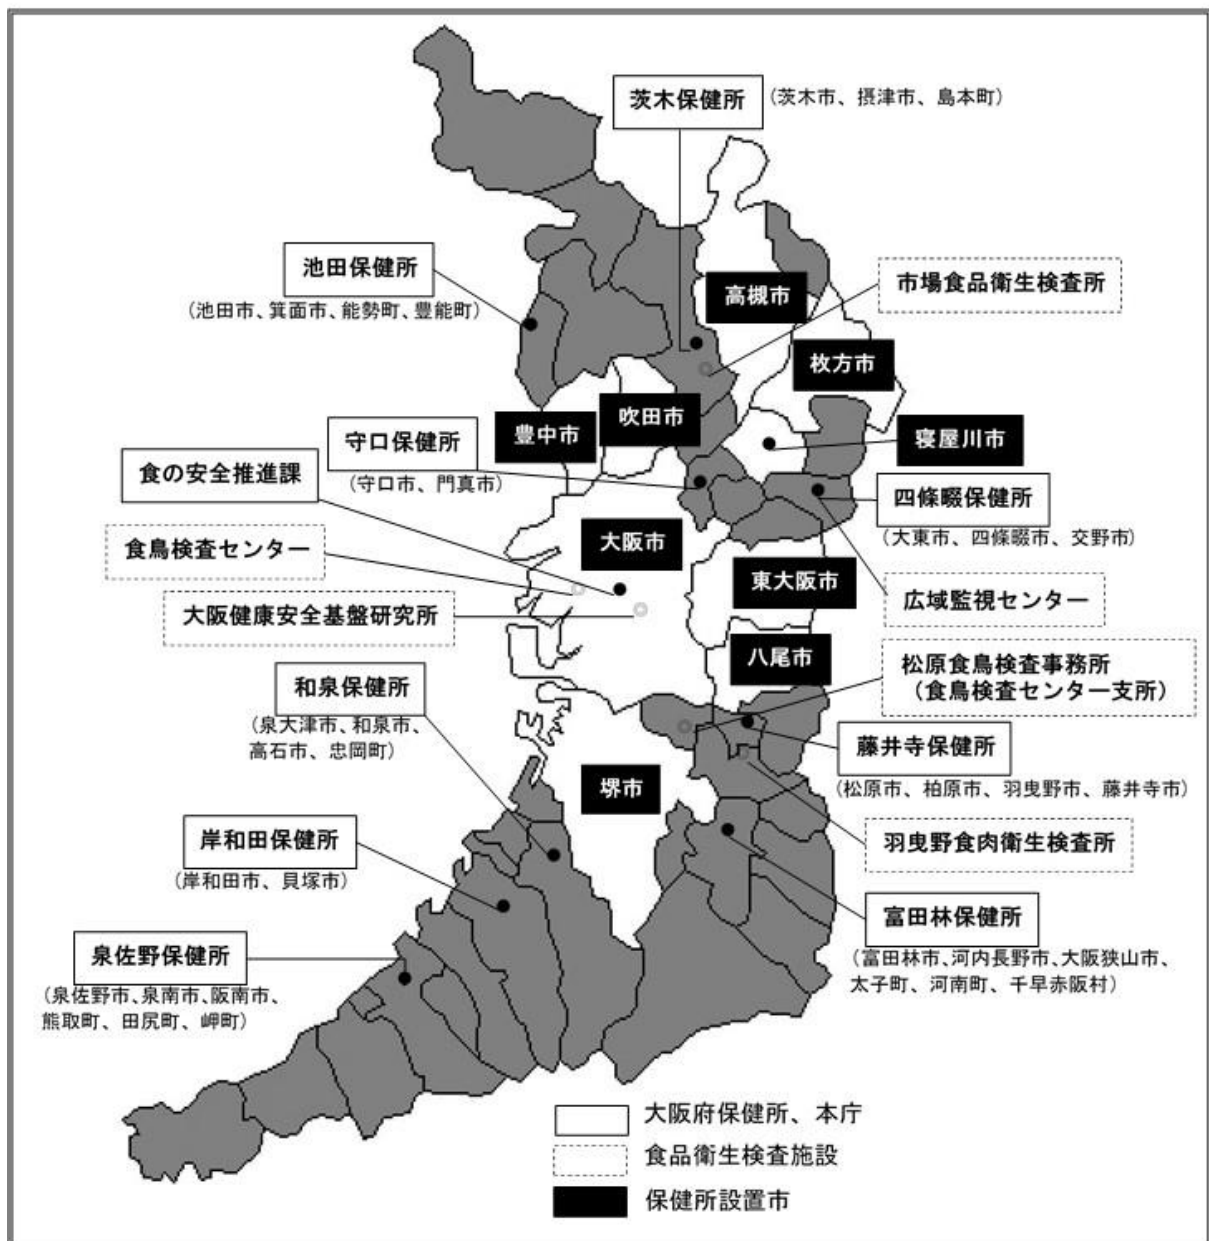 茨木保健所
（茨木市、摂津市、島本町）
池田保健所
（池田市、箕面市、能勢町、豊能町）
高槻市
市場食品衛生検査所
枚方市
吹田市
豊中市
寝屋川市
守口保健所
（守口市、門真市）
食の安全推進課
四條畷保健所
（大東市、四條畷市、交野市）
食鳥検査センター
大阪市
東大阪市
広域監視センター
大阪健康安全基盤研究所
八尾市
松原食鳥検査事務所
（食鳥検査センター支所）
和泉保健所
（泉大津市、和泉市、
高石市、忠岡町）
藤井寺保健所
（松原市、柏原市、羽曳野市、藤井寺市）
堺市
岸和田保健所
（岸和田市、貝塚市）
羽曳野食肉衛生検査所
富田林保健所
（富田林市、河内長野市、大阪狭山市、
太子町、河南町、千早赤阪村）
泉佐野保健所
（泉佐野市、泉南市、阪南市、
熊取町、田尻町、岬町）
大阪府保健所、本庁
食品衛生検査施設
保健所設置市